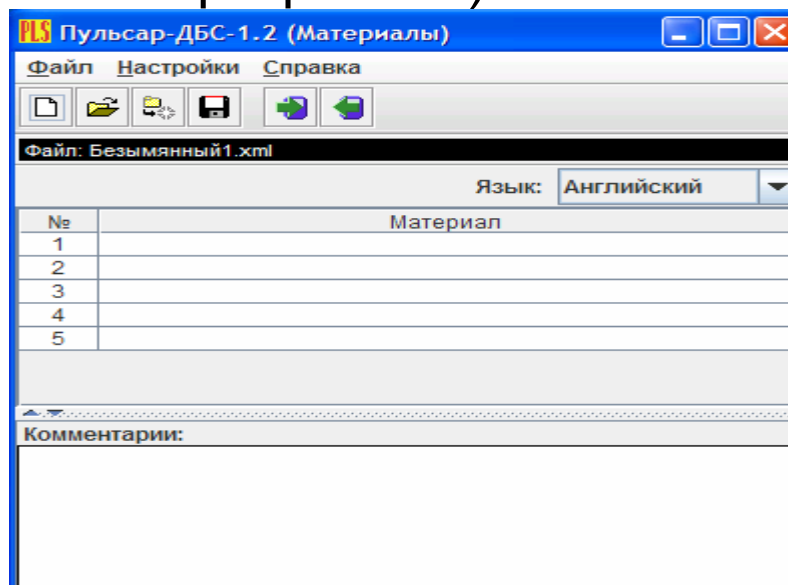 PLS Пульсар-ДБС-1.2 (Материалы)
Файл Настройки Справка
Файл: Безымянный1.xml
Язык: Английский
№ Материал
1
2
3
4
5
Комментарии: